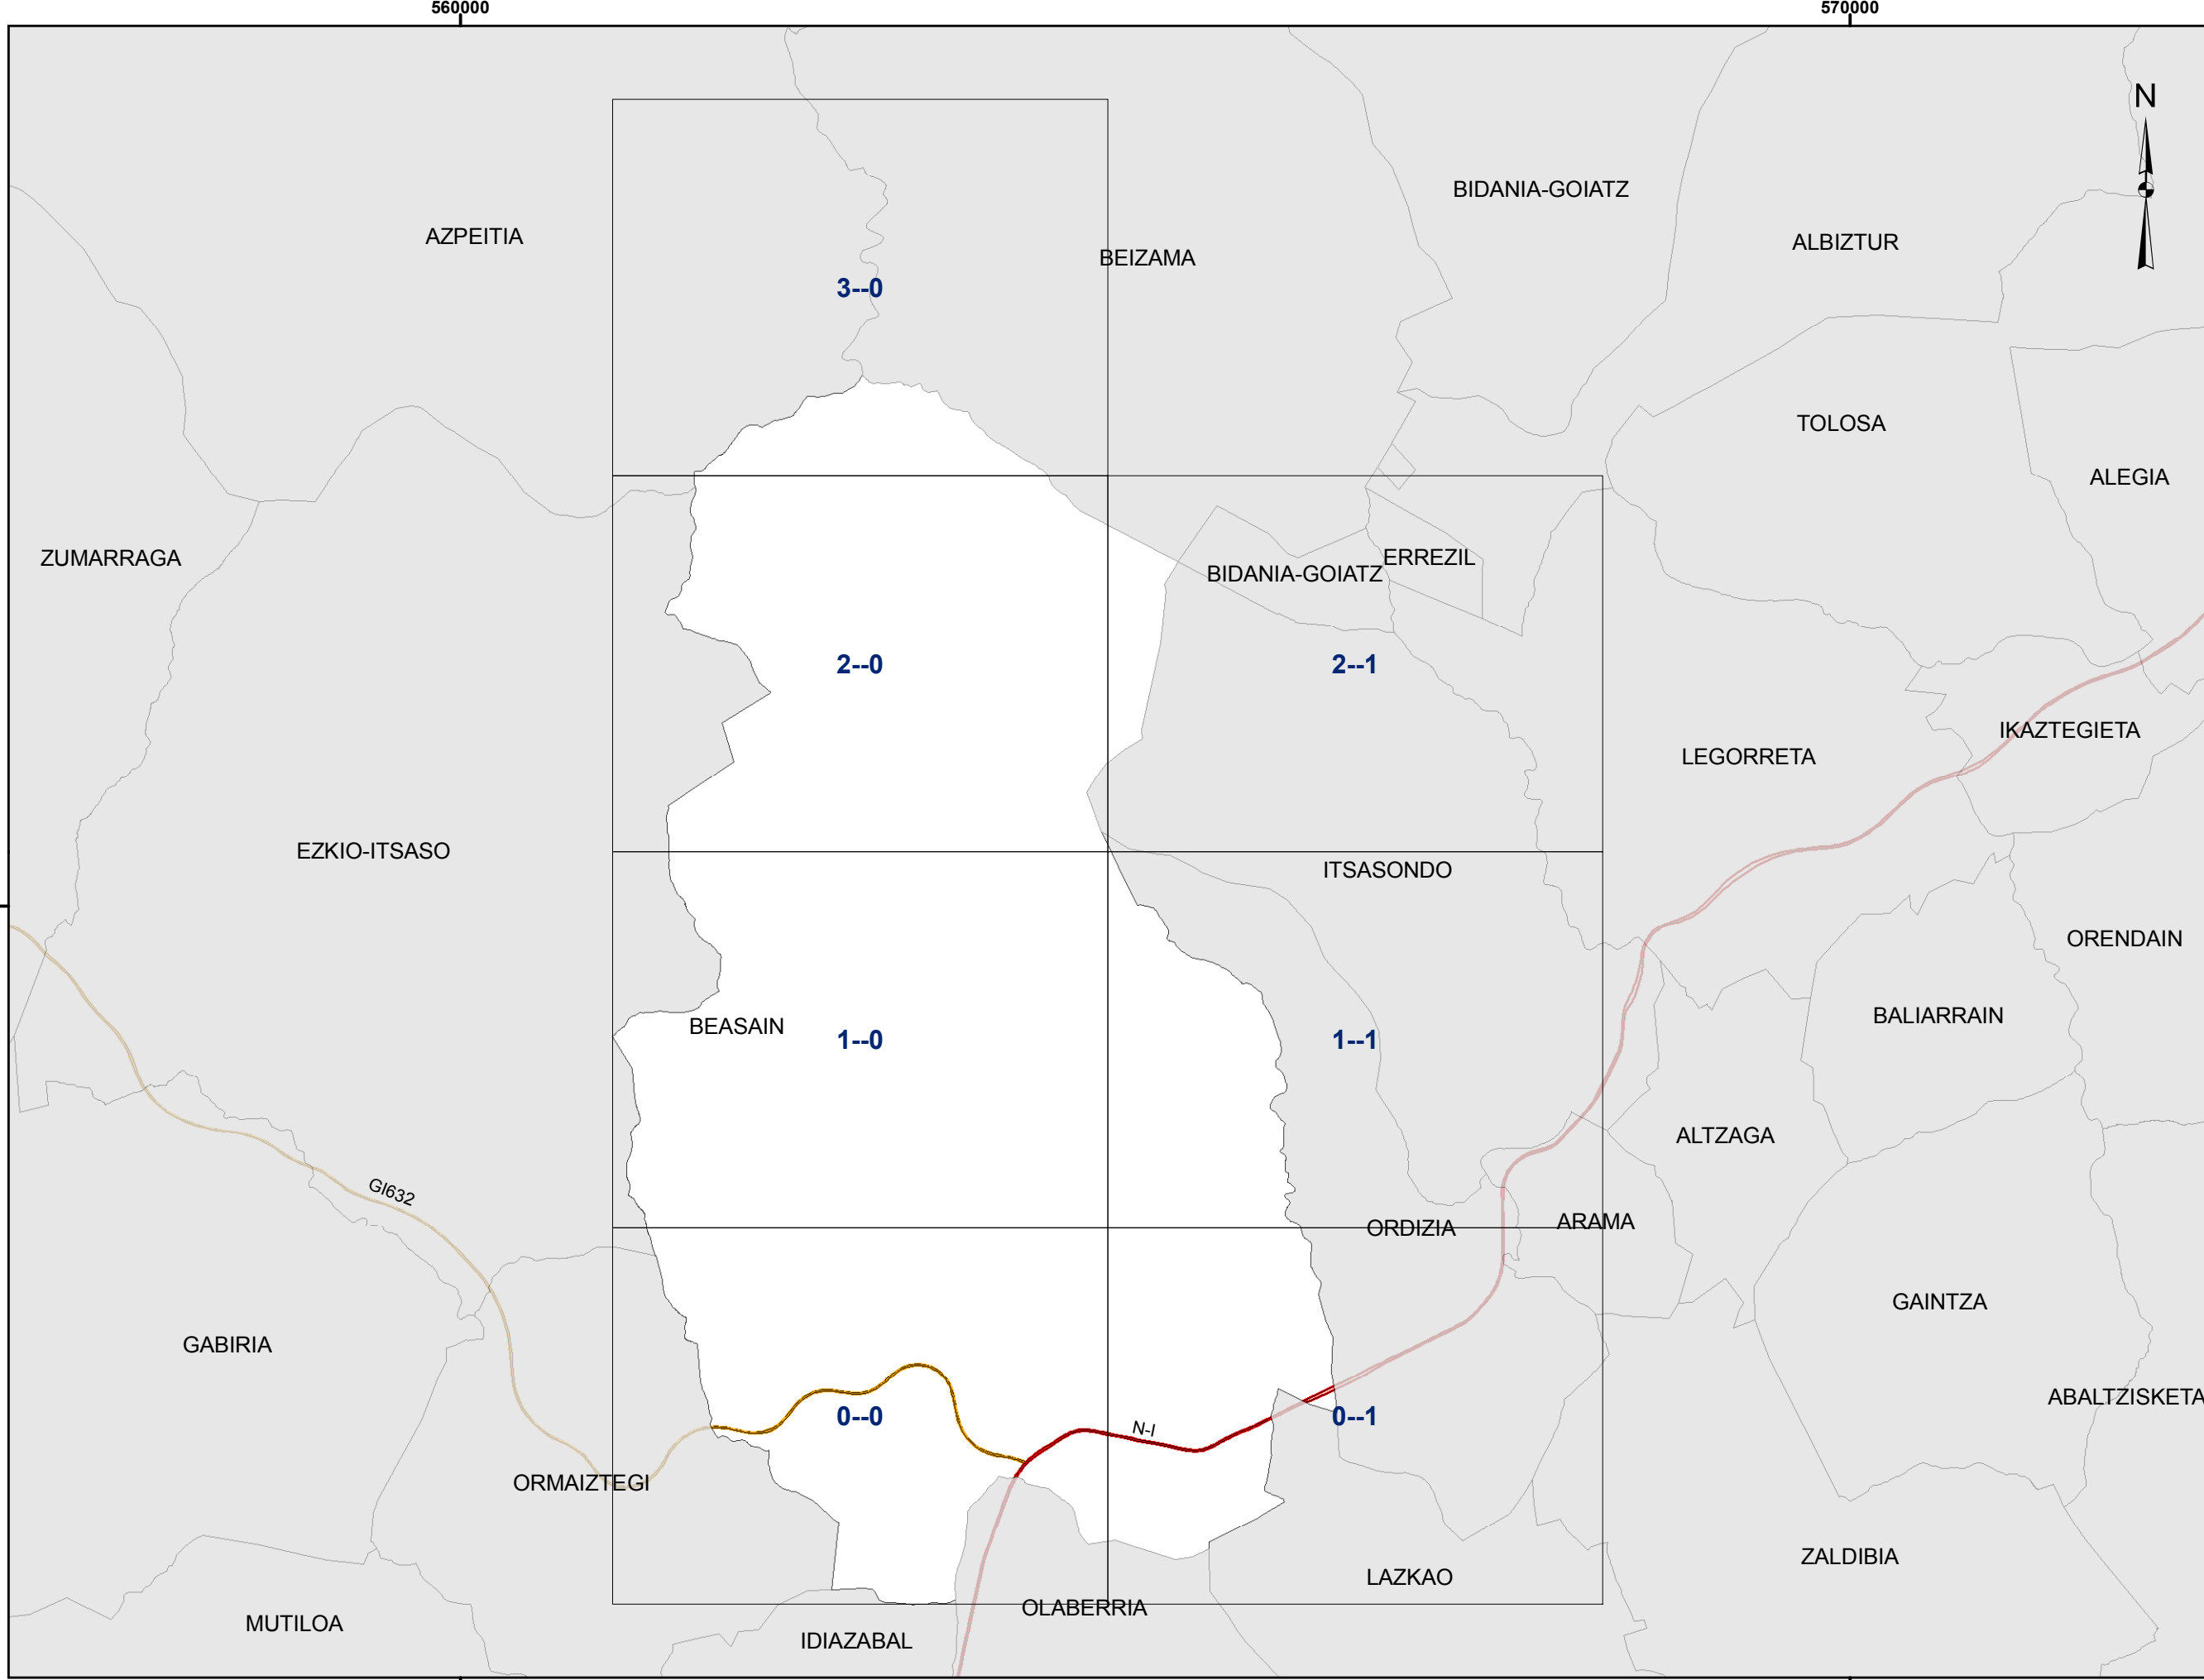 560000
570000
N
BIDANIA-GOIATZ
AZPEITIA
ALBIZTUR
BEIZAMA
3--0
TOLOSA
ALEGIA
ZUMARRAGA
ERREZIL
BIDANIA-GOIATZ
2--0
2--1
IKAZTEGIETA
LEGORRETA
EZKIO-ITSASO
ITSASONDO
ORENDAIN
BALIARRAIN
BEASAIN
1--0
1--1
ALTZAGA
GI632
ARAMA
ORDIZIA
GAINTZA
GABIRIA
ABALTZISKETA
0--0
0--1
N-I
ORMAIZTEGI
ZALDIBIA
LAZKAO
OLABERRIA
MUTILOA
IDIAZABAL